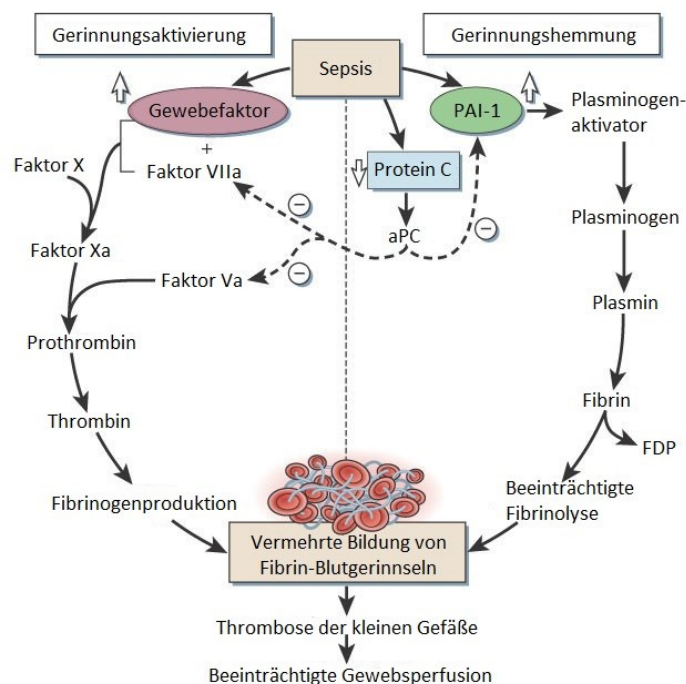 Gerinnungsaktivierung
Gerinnungshemmung
Sepsis
Gewebefaktor
PAI-1
Plasminogen-
aktivator
+
Faktor X
Faktor VIIa
Protein C
aPC
Plasminogen
Faktor Xa
Faktor Va
Plasmin
Prothrombin
Thrombin
Fibrin
FDP
Fibrinogenproduktion
Beeinträchtigte
Fibrinolyse
Vermehrte Bildung von
Fibrin-Blutgerinnseln
Thrombose der kleinen Gefäße
Beeinträchtigte Gewebsperfusion